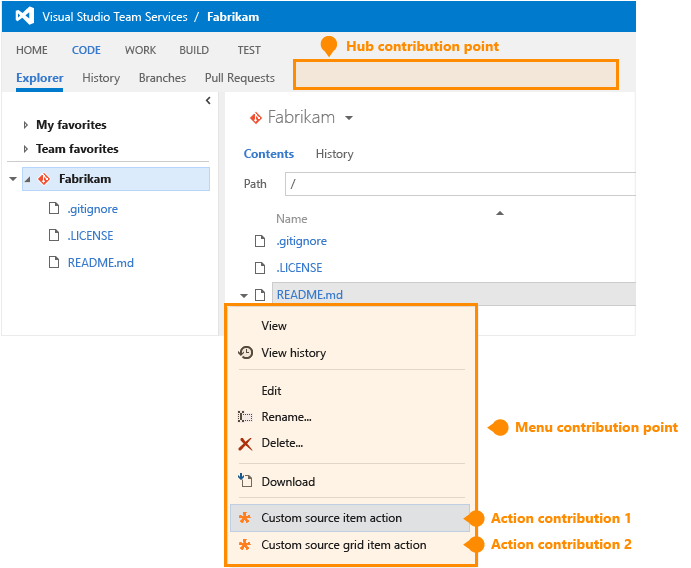 Visual Studio Team Services / Fabrikam
HOME CODE WORK BUILD TEST
Hub contribution point
Explorer History Branches Pull Requests
My favorites
Team favorites
Fabrikam
.gitignore
.LICENSE
README.md
Fabrikam
Contents History
Path /
Name
.gitignore
.LICENSE
README.md
View
View history
Edit
Rename...
Delete...
Download
Custom source item action
Custom source grid item action
Menu contribution point
Action contribution 1
Action contribution 2